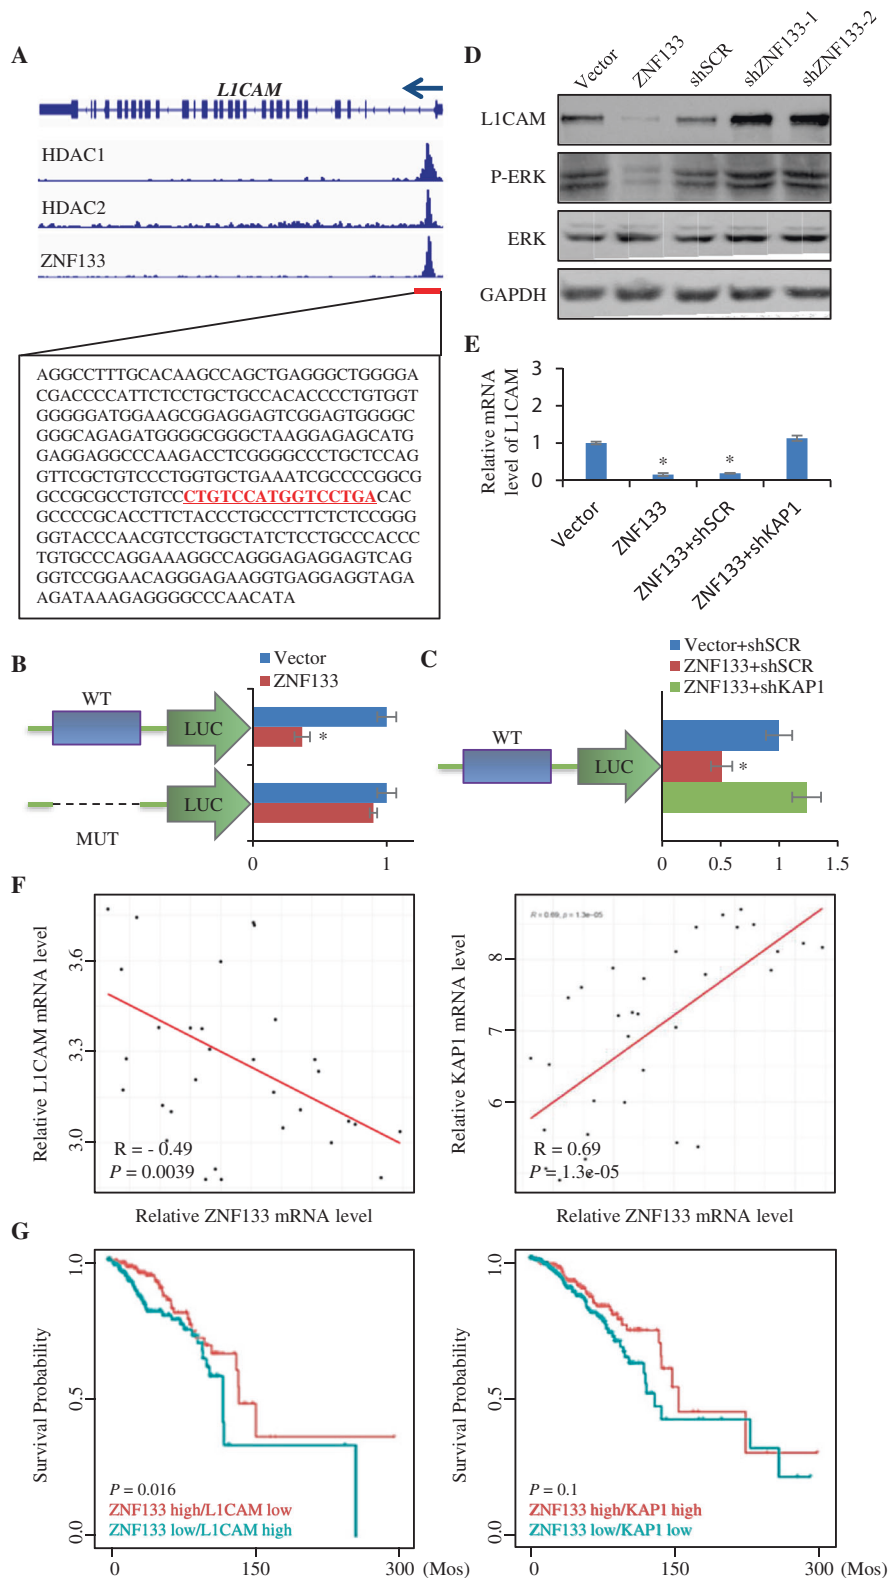 A
L1CAM
HDAC1
HDAC2
ZNF133
AGGCCTTTGCACAAGCCAGCTGAGGGCTGGGGA
CGACCCCATTCTCCTGCTGCCACACCCCTGTGGT
GGGGGATGGAAGCGGAGGAGTCGGAGTGGGGC
GGGCAGAGATGGGGCGGGCTAAGGAGAGCATG
GGAGGAGGCCCAAGACCTCGGGGCCCTGCTCCAG
GTTCGCTGTCCCTGGTGCTGAAATCGCCCCGGCG
GCCGCGCCTGTCCCTGTCCATGGTCCTGACAC
GCCCCGCACCTTCTACCCTGCCCTTCTCTCCGGG
GGTACCCAACGTCCTGGCTATCTCCTGCCCACCC
TGTGCCCAGGAAAGGCCAGGGAGAGGAGTCAG
GGTCCGGAACAGGGAGAAGGTGAGGAGGTAGA
AGATAAAGAGGGGCCCAACATA
D
Vector
ZNF133
shSCR
shZNF133-1
shZNF133-2
L1CAM
P-ERK
ERK
GAPDH
E
Relative mRNA
level of L1CAM
3
2
1
0
*
*
Vector
ZNF133
ZNF133+shSCR
ZNF133+shKAP1
B
Vector
ZNF133
WT
LUC
*
LUC
MUT
0 1
C
Vector+shSCR
ZNF133+shSCR
ZNF133+shKAP1
WT
LUC
*
0 0.5 1 1.5
F
Relative L1CAM mRNA level
3.6
3.3
3.0
R = - 0.49
P = 0.0039
Relative ZNF133 mRNA level
Relative KAP1 mRNA level
8
7
6
R = 0.69, p = 1.3e-05
R = 0.69
P = 1.3e-05
Relative ZNF133 mRNA level
G
Survival Probability
1.0
0.5
0.0
P = 0.016
ZNF133 high/L1CAM low
ZNF133 low/L1CAM high
0 150 300 (Mos)
Survival Probability
1.0
0.5
0.0
P = 0.1
ZNF133 high/KAP1 high
ZNF133 low/KAP1 low
0 150 300 (Mos)